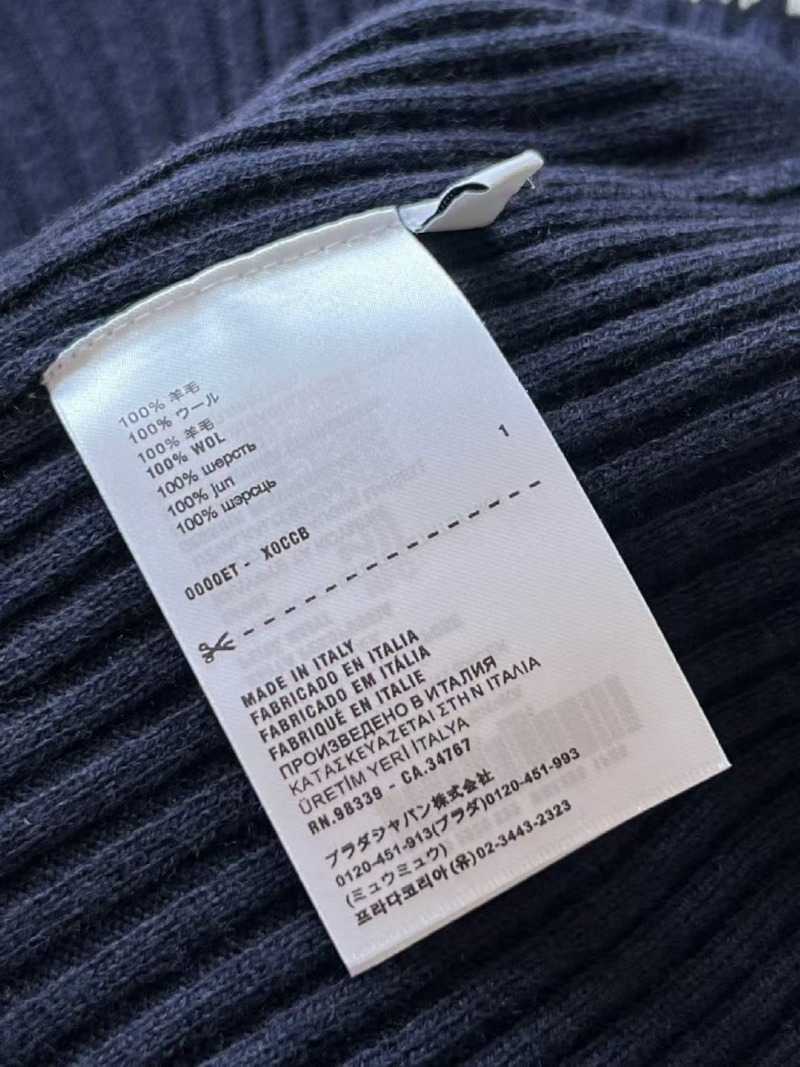 100% 羊毛
100% ウール
100% 羊毛
100% WOL
100% шерсть
100% jun
100% шэрсць
1
0000ET - X0CCB
MADE IN ITALY
FABRICADO EN ITALIA
FABRICADO EM ITÁLIA
FABRIQUÉ EN ITALIE
ПРОИЗВЕДЕНО В ИТАЛИЯ
ΚΑΤΑΣΚΕΥΑΖΕΤΑΙ ΣΤΗ Ν ΙΤΑΛΙΑ
ÜRETİM YERİ İTALYA
RN.98339 - CA.34767
プラダジャパン株式会社
0120-451-913(プラダ)0120-451-993
(ミュウミュウ)
프라다코리아(유)02-3443-2323